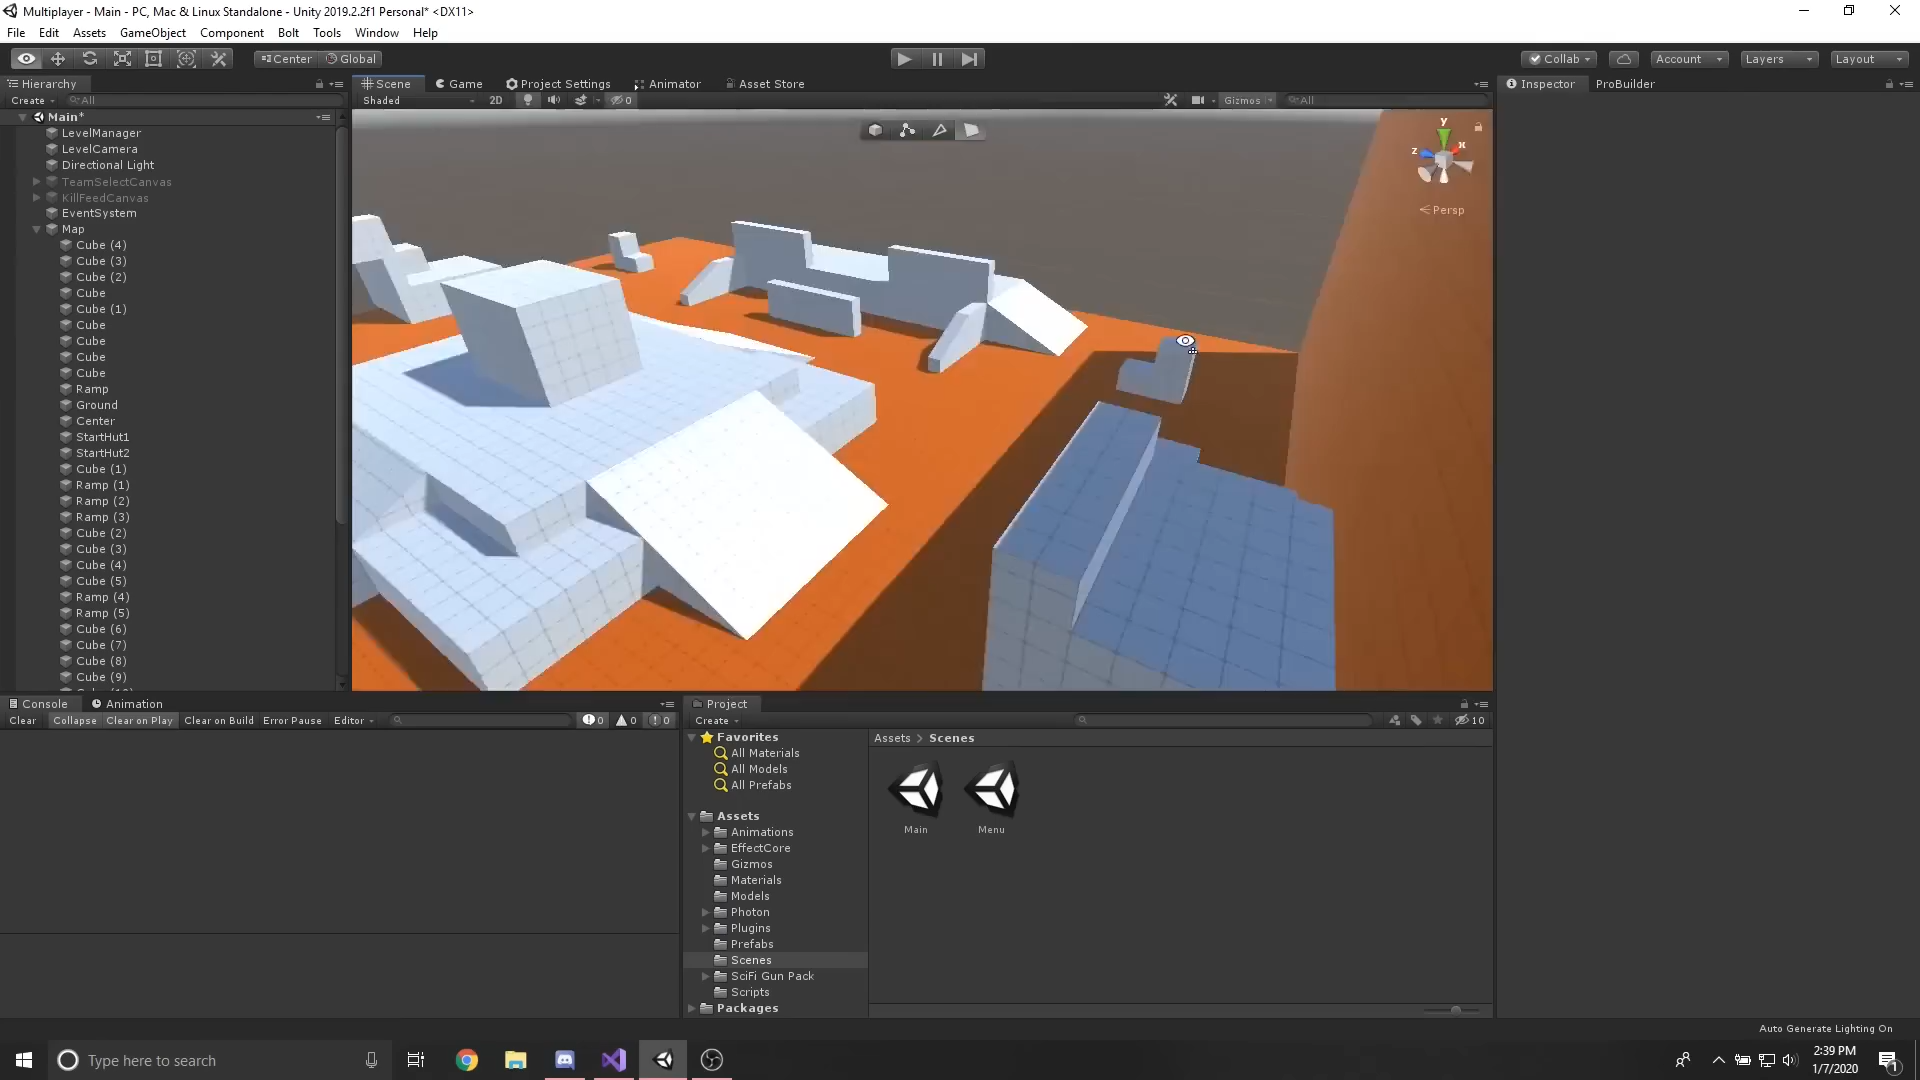 Multiplayer - Main - PC, Mac & Linux Standalone - Unity 2019.2.2f1 Personal* <DX11>
File Edit Assets GameObject Component Bolt Tools Window Help
Center Global Collab Account Layers Layout
Hierarchy
Create All
Main*
LevelManager
LevelCamera
Directional Light
TeamSelectCanvas
KillFeedCanvas
EventSystem
Map
Cube (4)
Cube (3)
Cube (2)
Cube
Cube (1)
Cube
Cube
Cube
Cube
Ramp
Ground
Center
StartHut1
StartHut2
Cube (1)
Ramp (1)
Ramp (2)
Ramp (3)
Cube (2)
Cube (3)
Cube (4)
Cube (5)
Ramp (4)
Ramp (5)
Cube (6)
Cube (7)
Cube (8)
Cube (9)
Scene Game Project Settings Animator Asset Store
Shaded 2D 0 Gizmos All
y
z x
Persp
Inspector ProBuilder
Console Animation
Clear Collapse Clear on Play Clear on Build Error Pause Editor 0 0 0
Project
Create 10
Favorites
All Materials
All Models
All Prefabs
Assets
Animations
EffectCore
Gizmos
Materials
Models
Photon
Plugins
Prefabs
Scenes
SciFi Gun Pack
Scripts
Packages
Assets > Scenes
Main Menu
Auto Generate Lighting On
Type here to search
2:39 PM
1/7/2020
1